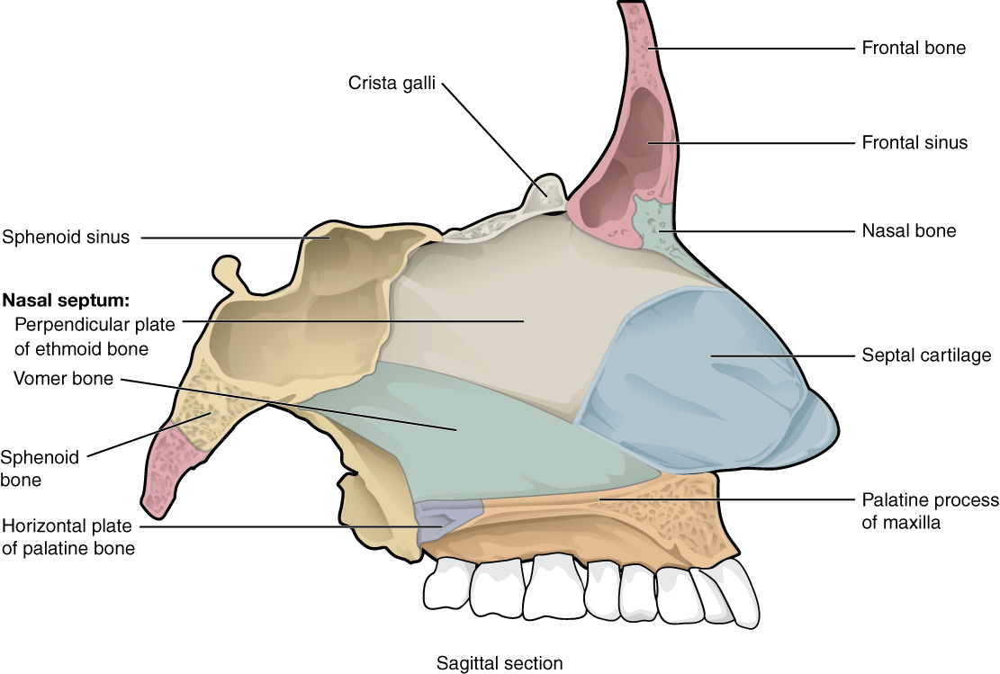 Frontal bone
Crista galli
Frontal sinus
Nasal bone
Sphenoid sinus
Nasal septum:
Perpendicular plate
of ethmoid bone
Septal cartilage
Vomer bone
Sphenoid
bone
Palatine process
of maxilla
Horizontal plate
of palatine bone
Sagittal section